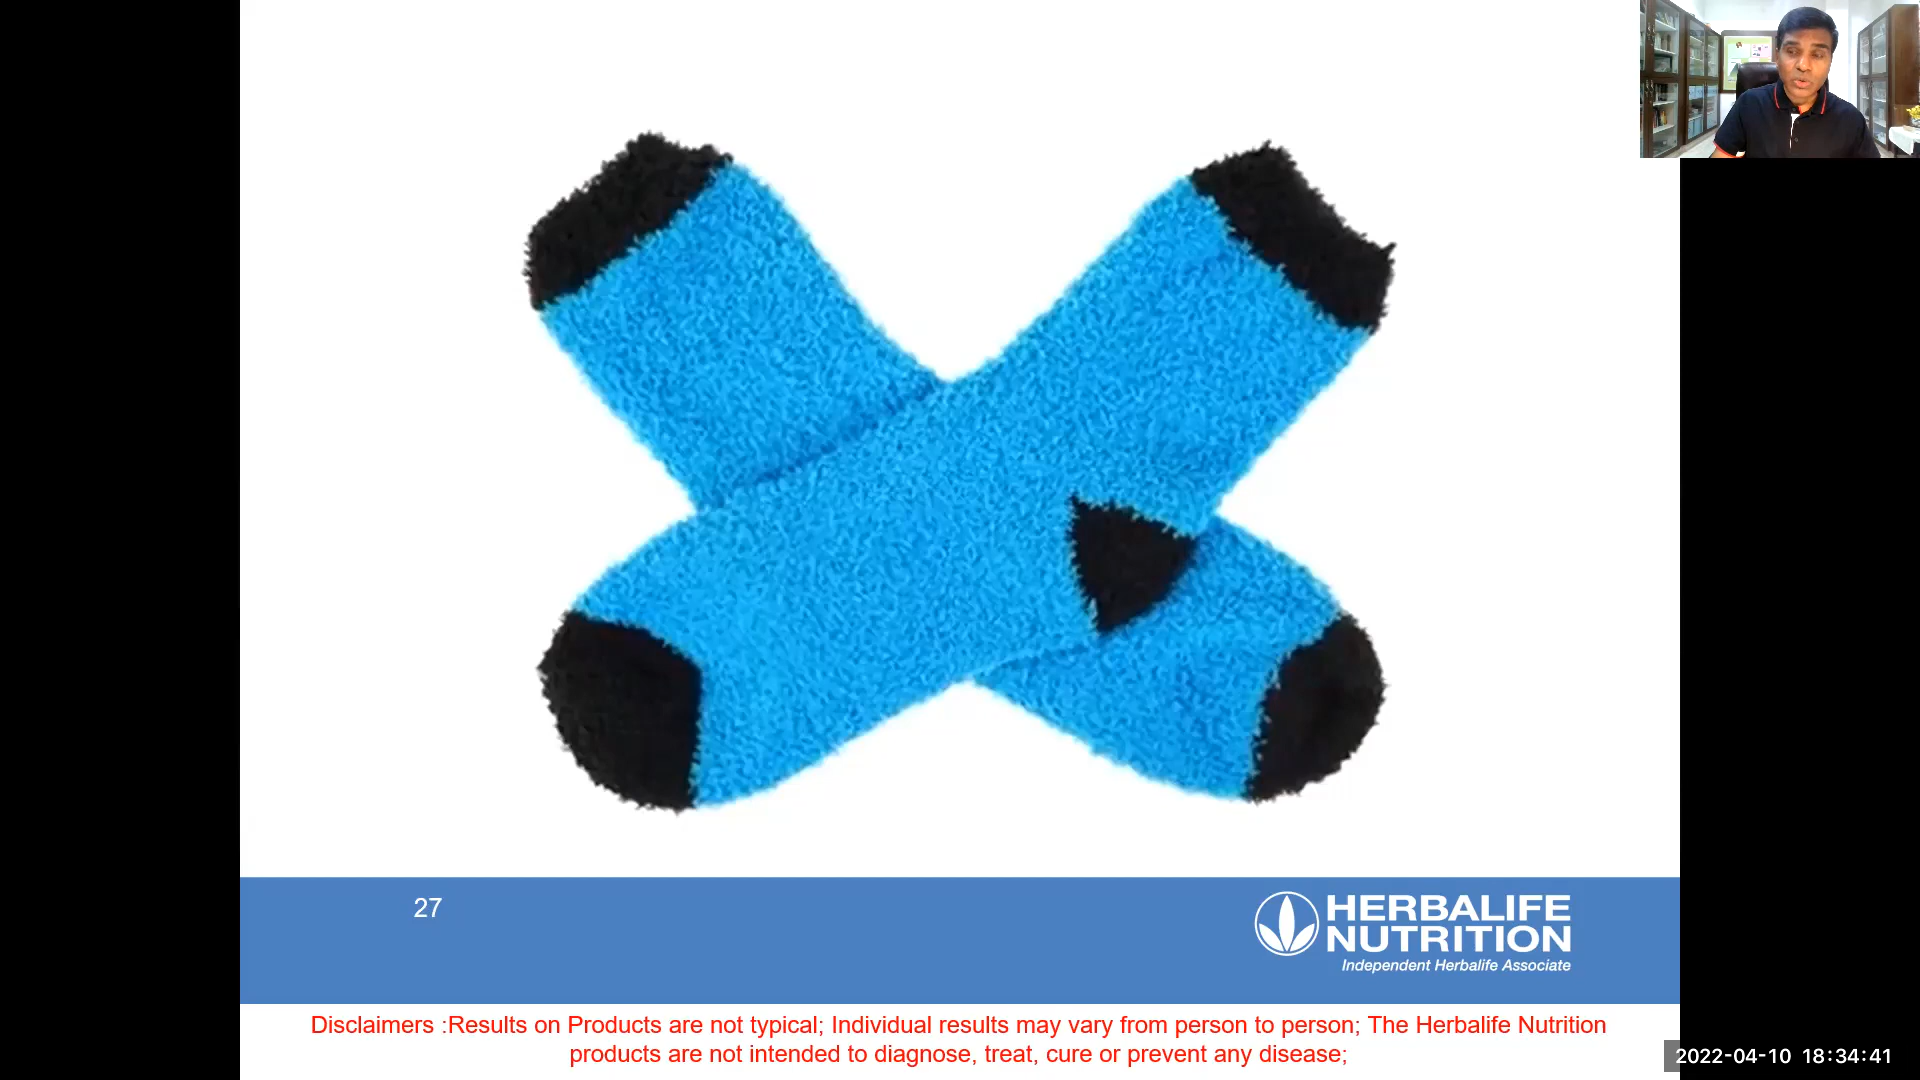 27
HERBALIFE
NUTRITION
Independent Herbalife Associate
Disclaimers :Results on Products are not typical; Individual results may vary from person to person; The Herbalife Nutrition
products are not intended to diagnose, treat, cure or prevent any disease;
2022-04-10 18:34:41